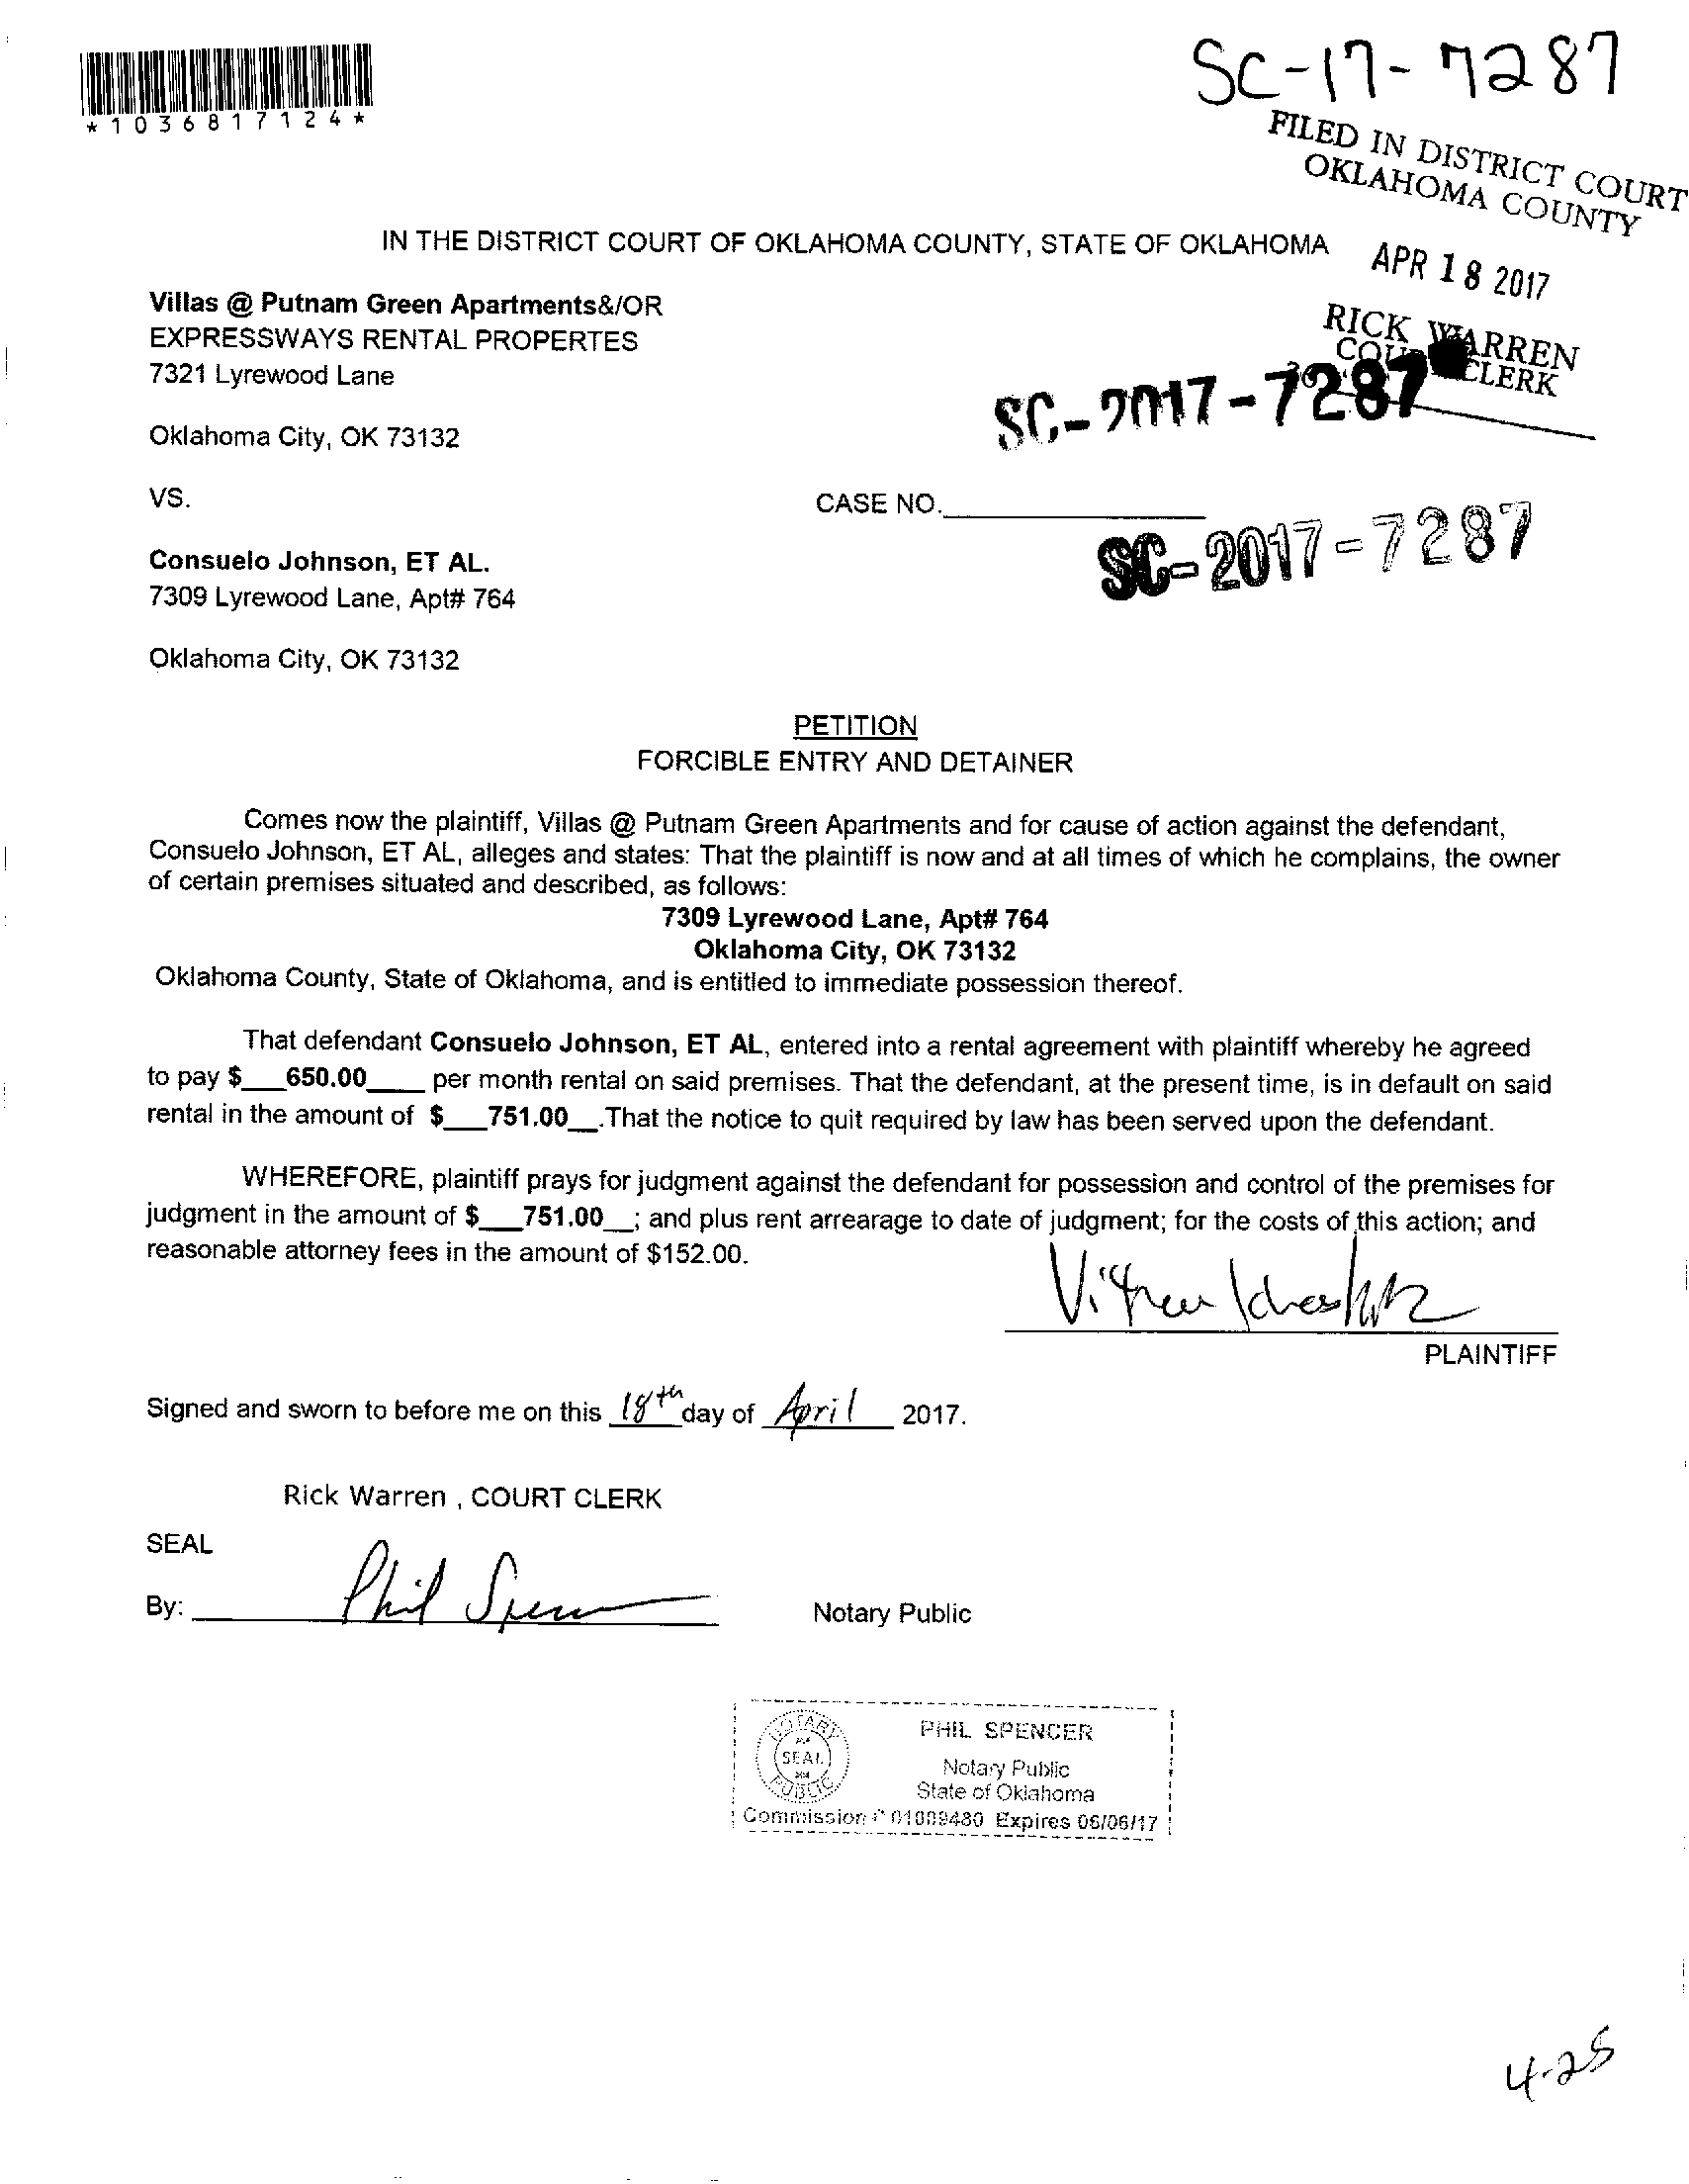 *1036817124*
SC-17-7287
FILED IN DISTRICT COURT
OKLAHOMA COUNTY
IN THE DISTRICT COURT OF OKLAHOMA COUNTY, STATE OF OKLAHOMA
APR 18 2017
Villas @ Putnam Green Apartments&/OR
RICK WARREN
EXPRESSWAYS RENTAL PROPERTES
CLERK
7321 Lyrewood Lane
SC-2017-7287
Oklahoma City, OK 73132
VS.
CASE NO.
SC-2017-7287
Consuelo Johnson, ET AL.
7309 Lyrewood Lane, Apt# 764
Oklahoma City, OK 73132
PETITION
FORCIBLE ENTRY AND DETAINER
Comes now the plaintiff, Villas @ Putnam Green Apartments and for cause of action against the defendant,
Consuelo Johnson, ET AL, alleges and states: That the plaintiff is now and at all times of which he complains, the owner
of certain premises situated and described, as follows:
7309 Lyrewood Lane, Apt# 764
Oklahoma City, OK 73132
Oklahoma County, State of Oklahoma, and is entitled to immediate possession thereof.
That defendant Consuelo Johnson, ET AL, entered into a rental agreement with plaintiff whereby he agreed
to pay $___650.00____ per month rental on said premises. That the defendant, at the present time, is in default on said
rental in the amount of $___751.00__.That the notice to quit required by law has been served upon the defendant.
WHEREFORE, plaintiff prays for judgment against the defendant for possession and control of the premises for
judgment in the amount of $___751.00__; and plus rent arrearage to date of judgment; for the costs of this action; and
reasonable attorney fees in the amount of $152.00.
PLAINTIFF
Signed and sworn to before me on this 18th day of April 2017.
Rick Warren , COURT CLERK
SEAL
By: Phil Spencer
Notary Public
NOTARY
SEAL
PUBLIC
PHIL SPENCER
Notary Public
State of Oklahoma
Commission # 01009480 Expires 06/06/17
4-25